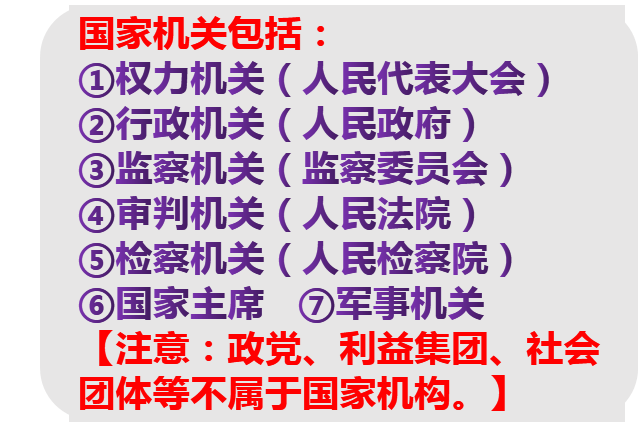 国家机关包括：
①权力机关（人民代表大会）
②行政机关（人民政府）
③监察机关（监察委员会）
④审判机关（人民法院）
⑤检察机关（人民检察院）
⑥国家主席 ⑦军事机关
【注意：政党、利益集团、社会
团体等不属于国家机构。】